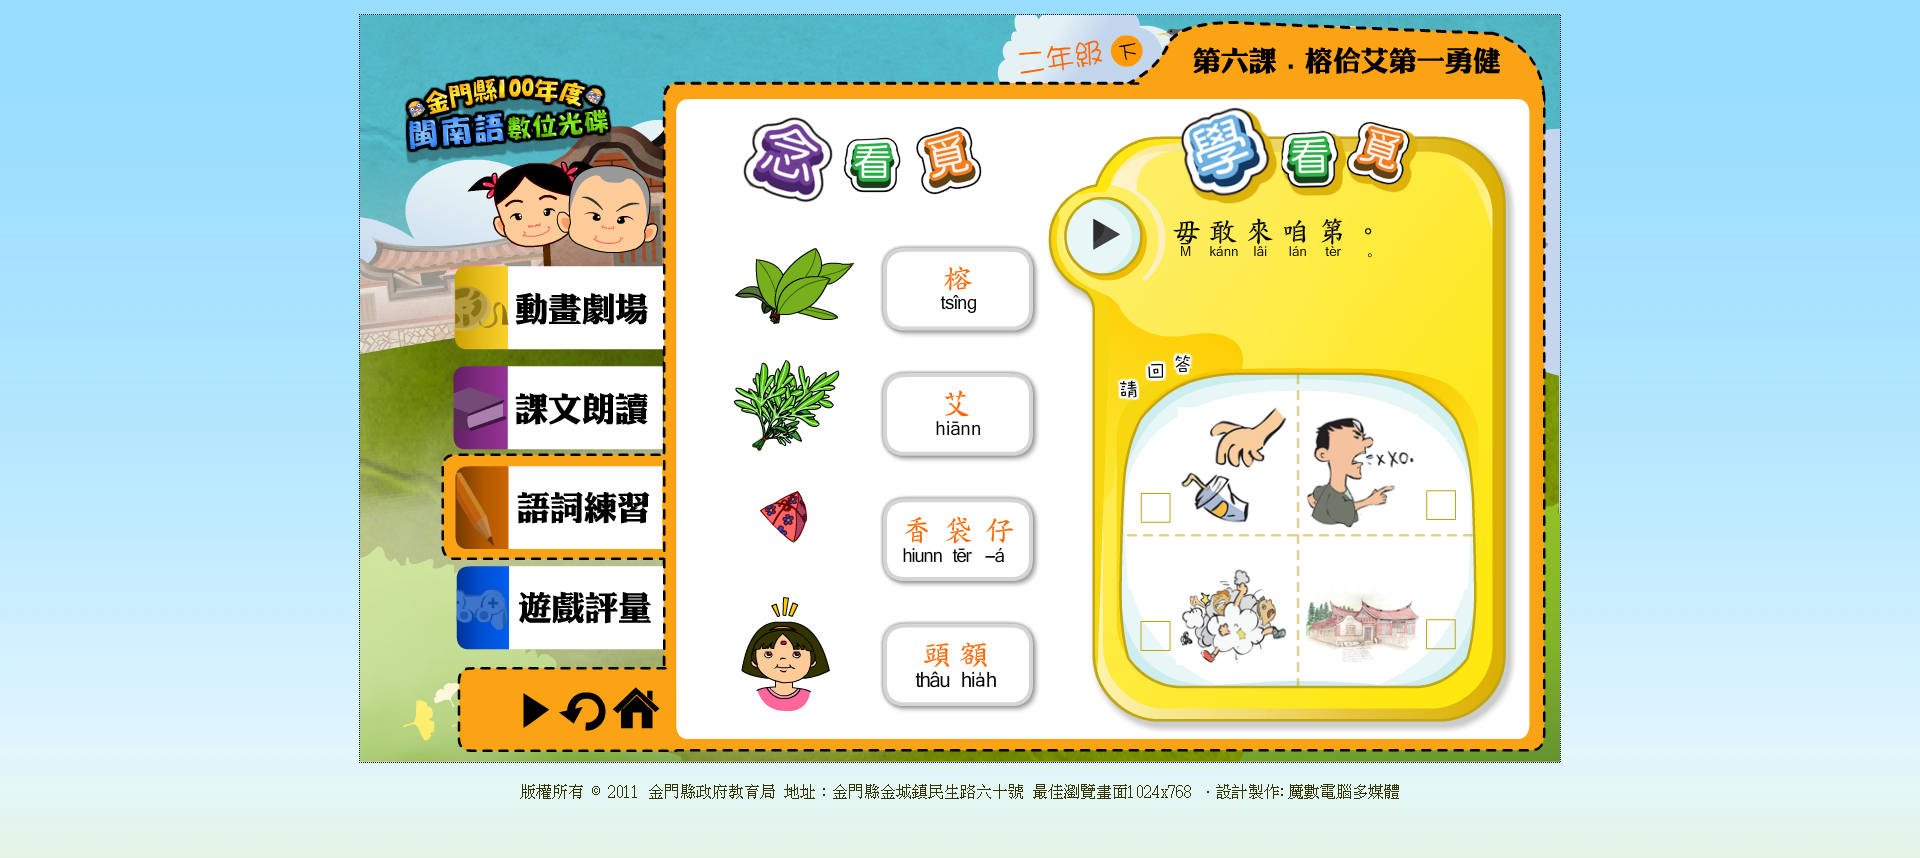 二年級 下
第六課．榕佮艾第一勇健
金門縣100年度
閩南語數位光碟
動畫劇場
課文朗讀
語詞練習
遊戲評量
念看覓
榕
tsîng
艾
hiānn
香袋仔
hiunn tēr –á
頭額
thâu hia̍h
學看覓
毋敢來咱第。
M̄ kánn lâi lán tèr 。
請回答
xxo.
版權所有 © 2011 金門縣政府教育局 地址：金門縣金城鎮民生路六十號 最佳瀏覽畫面1024x768 ‧設計製作: 魔數電腦多媒體